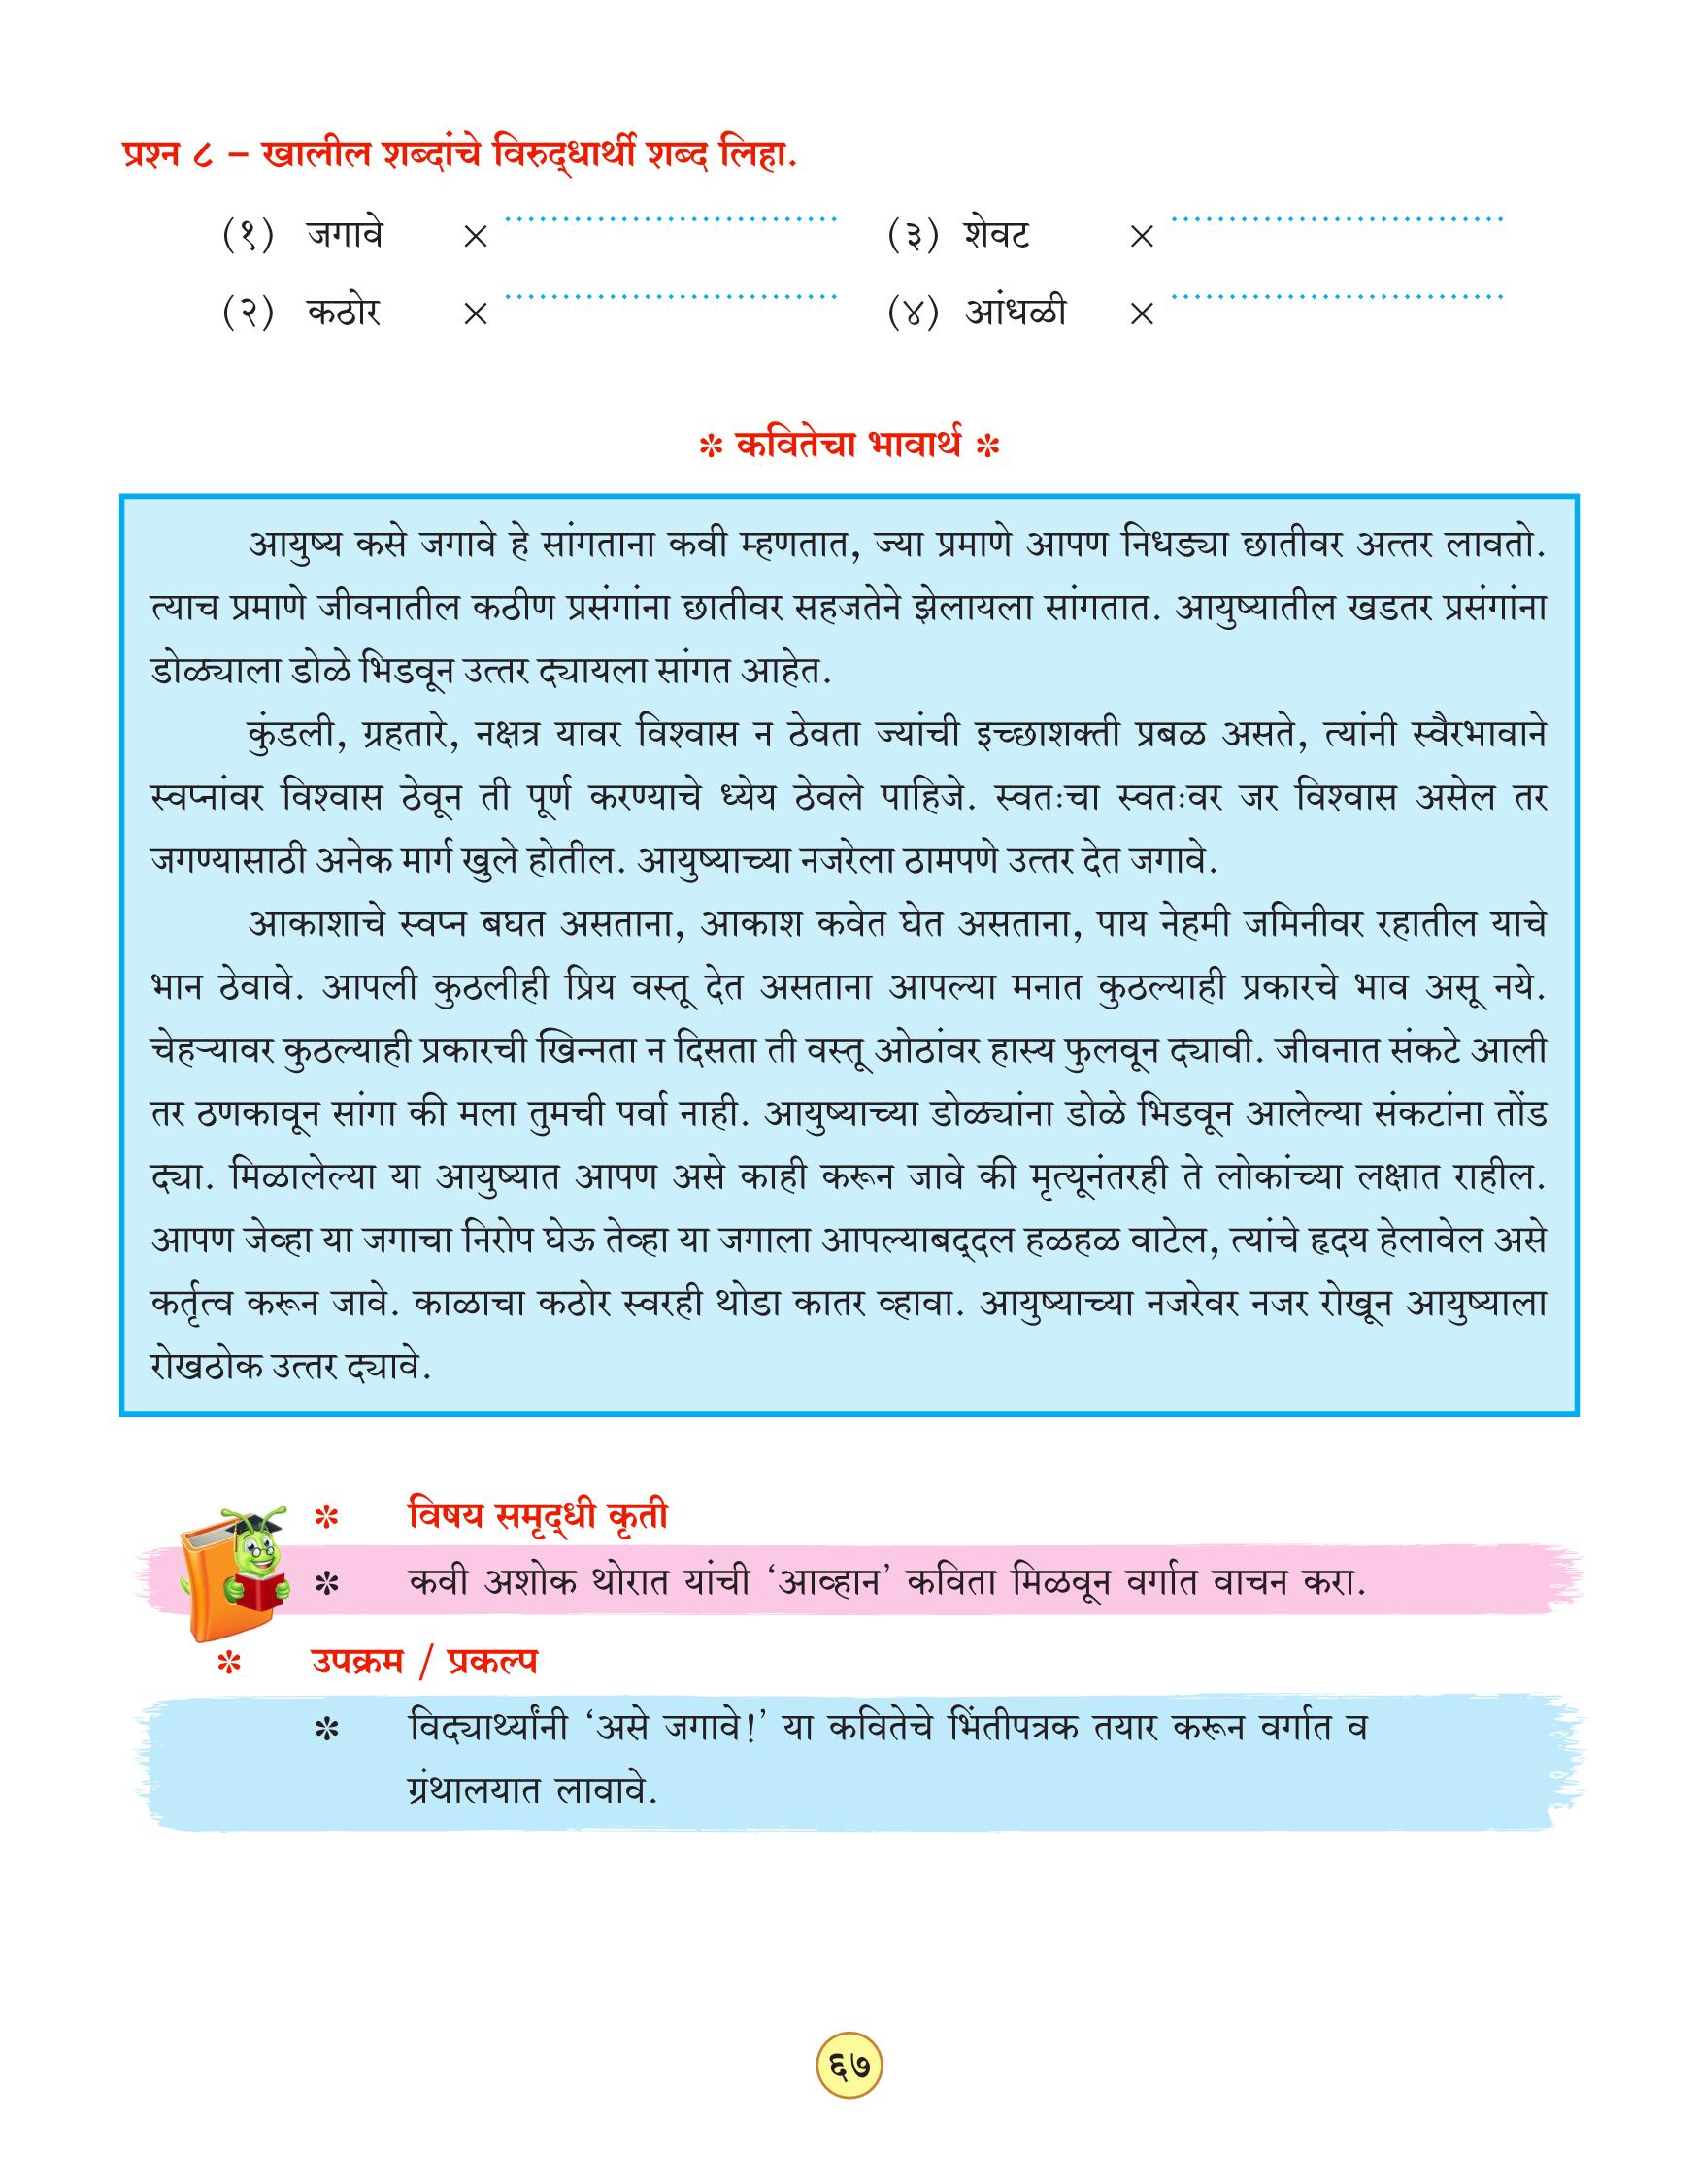 प्रश्न ८ – खालील शब्दांचे विरुद्धार्थी शब्द लिहा.
(१) जगावे × .............................. (३) शेवट × ..............................
(२) कठोर × .............................. (४) आंधळी × ..............................
✽ कवितेचा भावार्थ ✽
आयुष्य कसे जगावे हे सांगताना कवी म्हणतात, ज्या प्रमाणे आपण निधड्या छातीवर अत्तर लावतो.
त्याच प्रमाणे जीवनातील कठीण प्रसंगांना छातीवर सहजतेने झेलायला सांगतात. आयुष्यातील खडतर प्रसंगांना
डोळ्याला डोळे भिडवून उत्तर द्यायला सांगत आहेत.
कुंडली, ग्रहतारे, नक्षत्र यावर विश्वास न ठेवता ज्यांची इच्छाशक्ती प्रबळ असते, त्यांनी स्वैरभावाने
स्वप्नांवर विश्वास ठेवून ती पूर्ण करण्याचे ध्येय ठेवले पाहिजे. स्वतःचा स्वतःवर जर विश्वास असेल तर
जगण्यासाठी अनेक मार्ग खुले होतील. आयुष्याच्या नजरेला ठामपणे उत्तर देत जगावे.
आकाशाचे स्वप्न बघत असताना, आकाश कवेत घेत असताना, पाय नेहमी जमिनीवर रहातील याचे
भान ठेवावे. आपली कुठलीही प्रिय वस्तू देत असताना आपल्या मनात कुठल्याही प्रकारचे भाव असू नये.
चेहऱ्यावर कुठल्याही प्रकारची खिन्नता न दिसता ती वस्तू ओठांवर हास्य फुलवून द्यावी. जीवनात संकटे आली
तर ठणकावून सांगा की मला तुमची पर्वा नाही. आयुष्याच्या डोळ्यांना डोळे भिडवून आलेल्या संकटांना तोंड
द्या. मिळालेल्या या आयुष्यात आपण असे काही करून जावे की मृत्यूनंतरही ते लोकांच्या लक्षात राहील.
आपण जेव्हा या जगाचा निरोप घेऊ तेव्हा या जगाला आपल्याबद्दल हळहळ वाटेल, त्यांचे हृदय हेलावेल असे
कर्तृत्व करून जावे. काळाचा कठोर स्वरही थोडा कातर व्हावा. आयुष्याच्या नजरेवर नजर रोखून आयुष्याला
रोखठोक उत्तर द्यावे.
✽ विषय समृद्धी कृती
✽ कवी अशोक थोरात यांची ‘आव्हान’ कविता मिळवून वर्गात वाचन करा.
✽ उपक्रम / प्रकल्प
✽ विद्यार्थ्यांनी ‘असे जगावे!’ या कवितेचे भिंतीपत्रक तयार करून वर्गात व
ग्रंथालयात लावावे.
६७